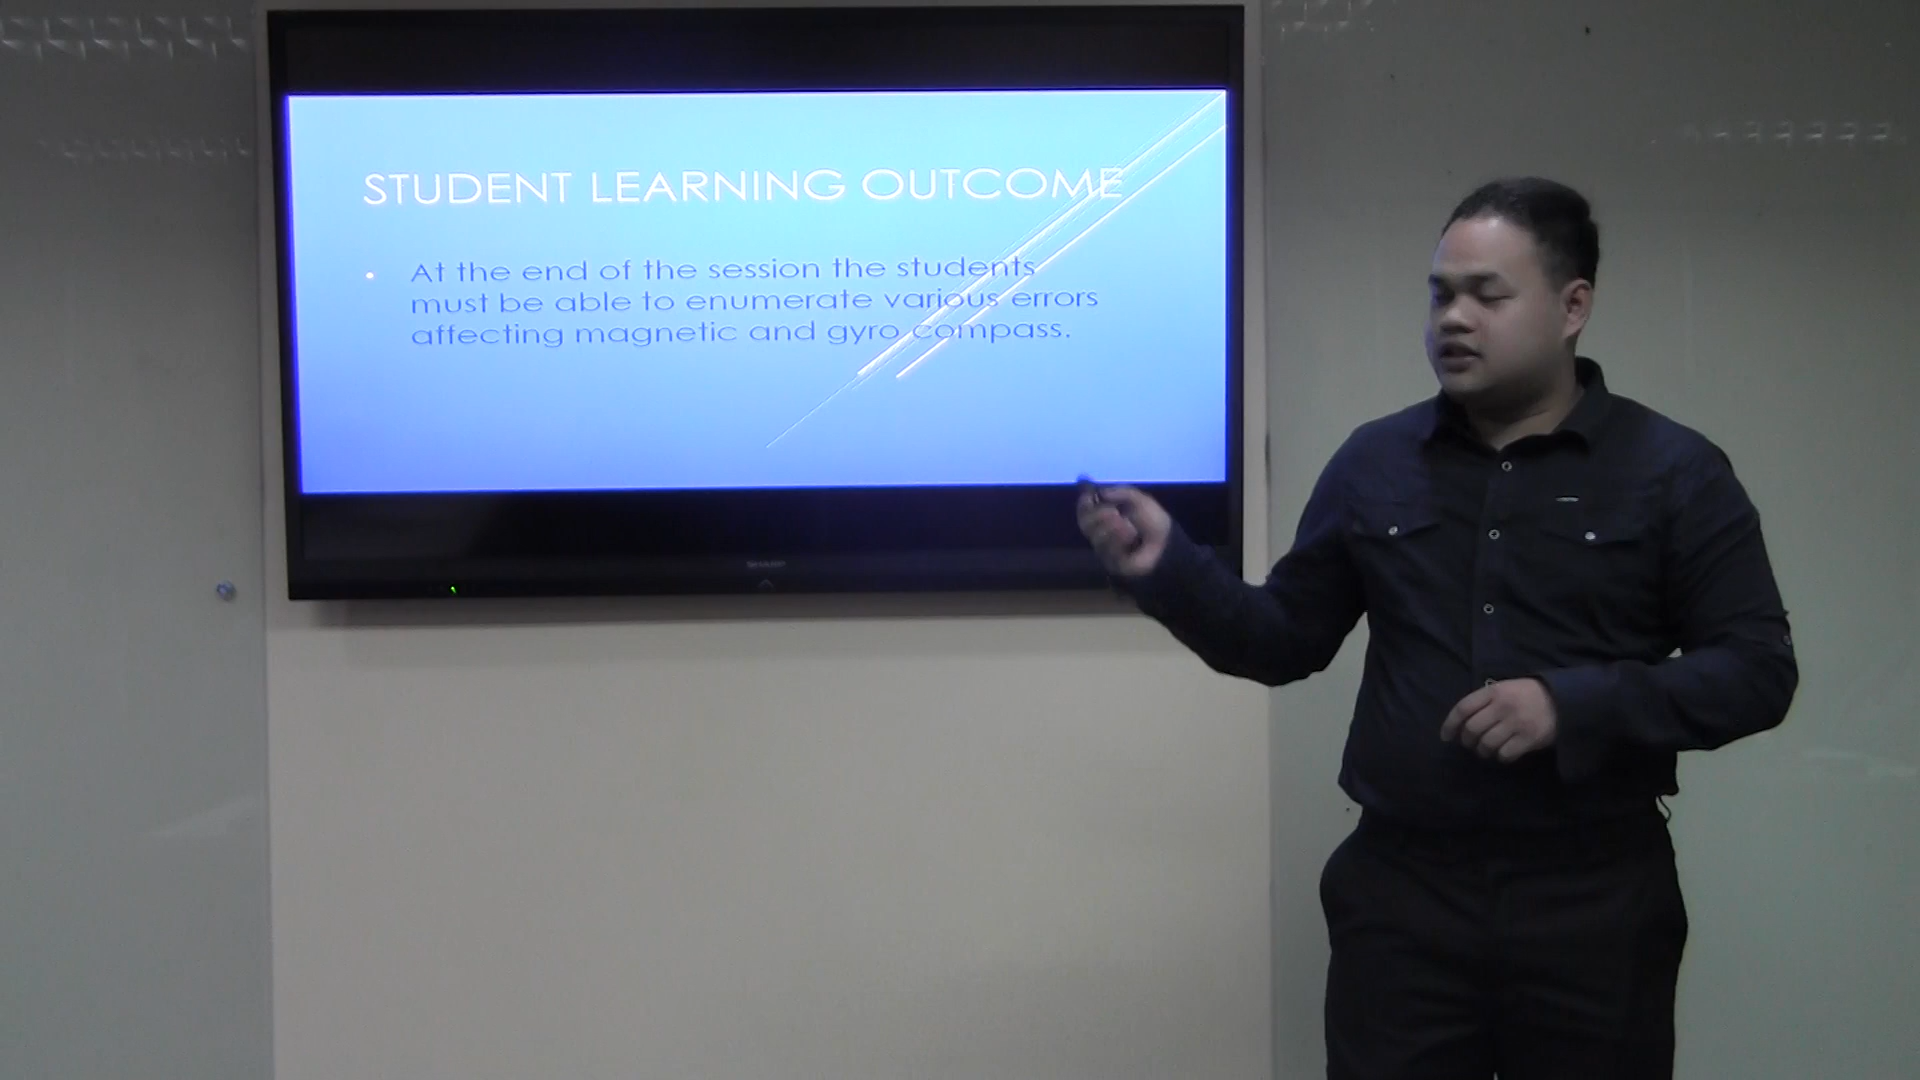 STUDENT LEARNING OUTCOME
• At the end of the session the students
must be able to enumerate various errors
affecting magnetic and gyro compass.
SHARP